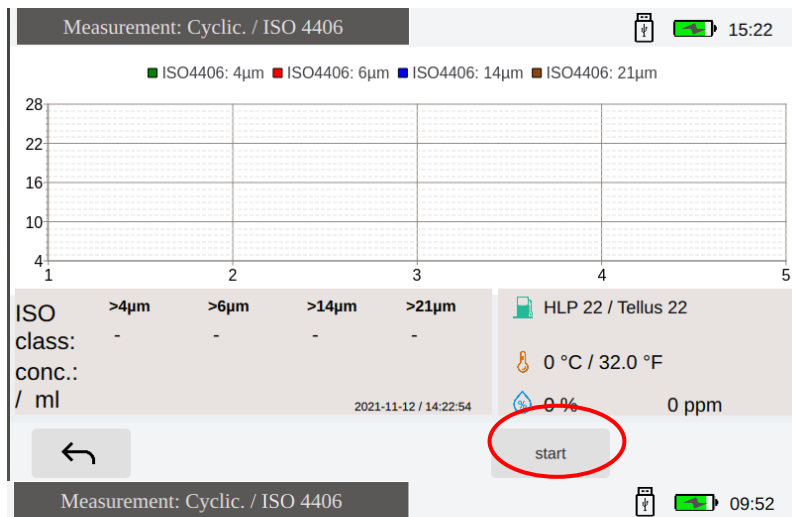 Measurement: Cyclic. / ISO 4406 15:22
ISO4406: 4µm ISO4406: 6µm ISO4406: 14µm ISO4406: 21µm
28
22
16
10
4
1 2 3 4 5
ISO >4µm >6µm >14µm >21µm
class: - - - -
conc.:
/ ml 2021-11-12 / 14:22:54
HLP 22 / Tellus 22
0 °C / 32.0 °F
% 0 % 0 ppm
start
Measurement: Cyclic. / ISO 4406 09:52